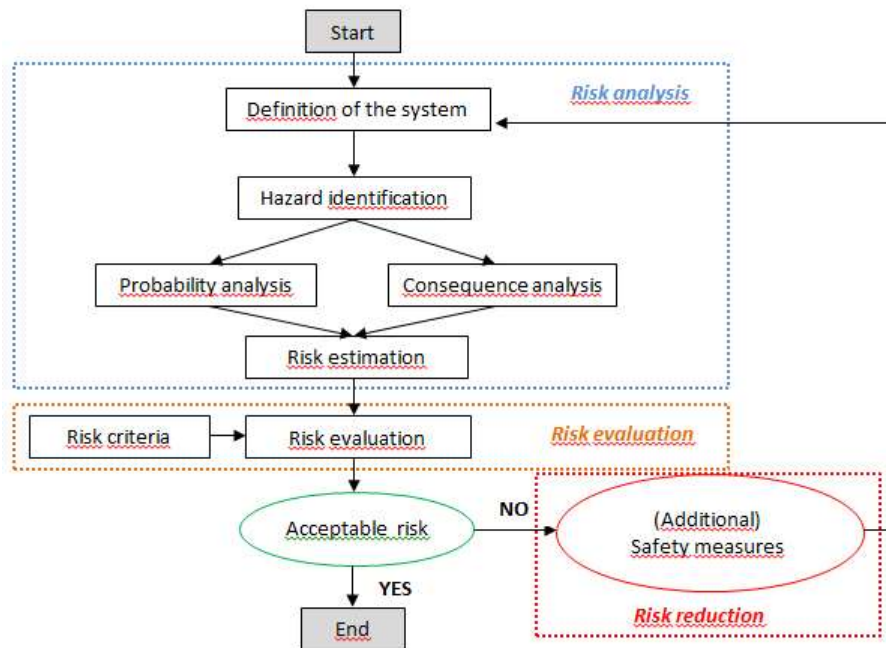 Start
Risk analysis
Definition of the system
Hazard identification
Probability analysis
Consequence analysis
Risk estimation
Risk criteria
Risk evaluation
Risk evaluation
Acceptable risk
NO
(Additional)
Safety measures
YES
Risk reduction
End